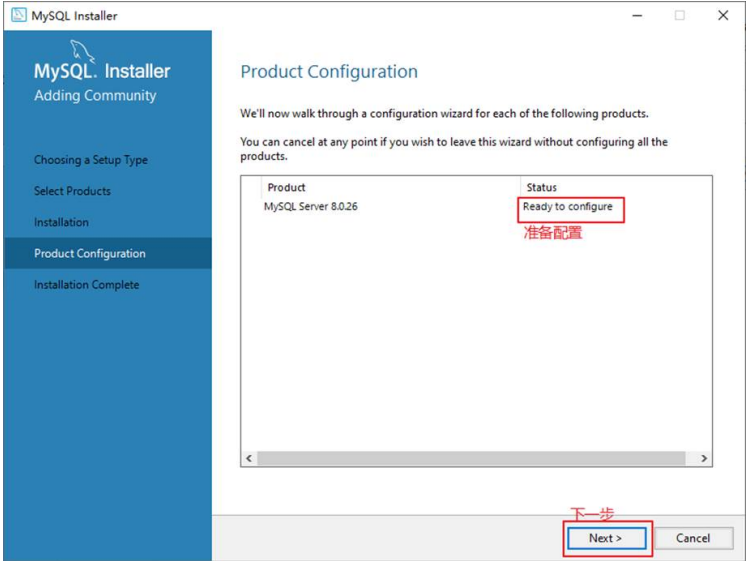 MySQL Installer
MySQL. Installer
Adding Community
Choosing a Setup Type
Select Products
Installation
Product Configuration
Installation Complete
Product Configuration
We'll now walk through a configuration wizard for each of the following products.
You can cancel at any point if you wish to leave this wizard without configuring all the
products.
Product Status
MySQL Server 8.0.26 Ready to configure
准备配置
下一步
Next > Cancel